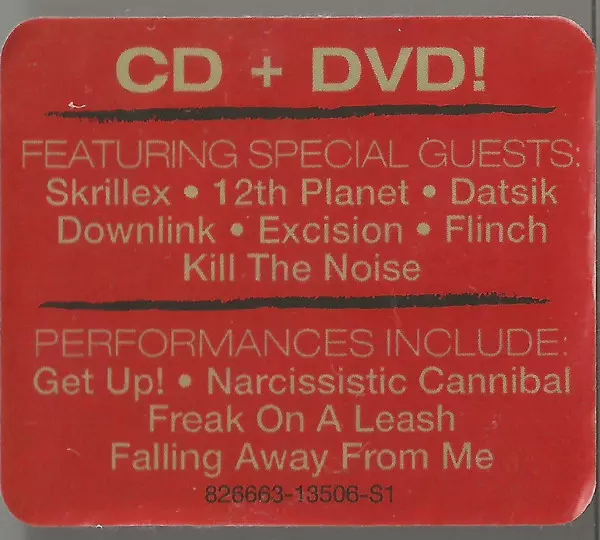 CD + DVD!
FEATURING SPECIAL GUESTS:
Skrillex • 12th Planet • Datsik
Downlink • Excision • Flinch
Kill The Noise
PERFORMANCES INCLUDE:
Get Up! • Narcissistic Cannibal
Freak On A Leash
Falling Away From Me
826663-13506-S1